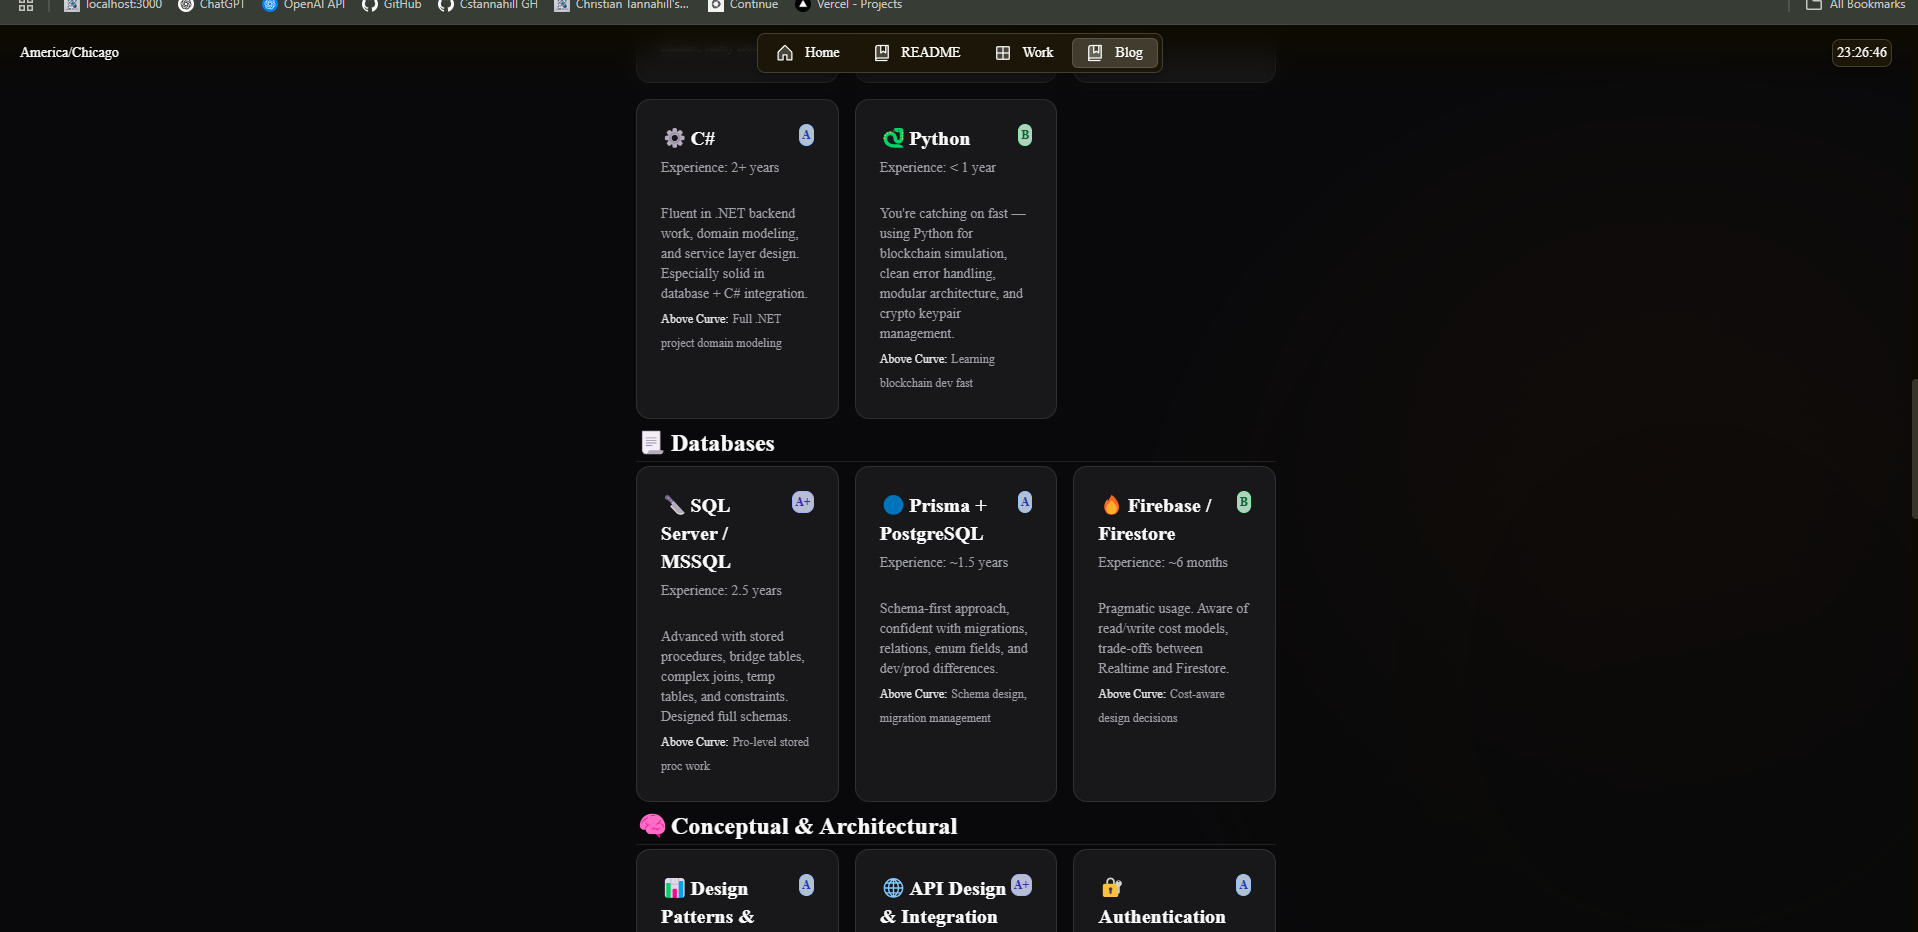 localhost:3000 ChatGPT OpenAI API GitHub Cstannahill GH Christian Tannahill's... Continue Vercel - Projects All Bookmarks
America/Chicago Home README Work Blog 23:26:46
C# A
Experience: 2+ years
Fluent in .NET backend
work, domain modeling,
and service layer design.
Especially solid in
database + C# integration.
Above Curve: Full .NET
project domain modeling
Python B
Experience: < 1 year
You're catching on fast —
using Python for
blockchain simulation,
clean error handling,
modular architecture, and
crypto keypair
management.
Above Curve: Learning
blockchain dev fast
Databases
SQL A+
Server /
MSSQL
Experience: 2.5 years
Advanced with stored
procedures, bridge tables,
complex joins, temp
tables, and constraints.
Designed full schemas.
Above Curve: Pro-level stored
proc work
Prisma + A
PostgreSQL
Experience: ~1.5 years
Schema-first approach,
confident with migrations,
relations, enum fields, and
dev/prod differences.
Above Curve: Schema design,
migration management
Firebase / B
Firestore
Experience: ~6 months
Pragmatic usage. Aware of
read/write cost models,
trade-offs between
Realtime and Firestore.
Above Curve: Cost-aware
design decisions
Conceptual & Architectural
Design A
Patterns &
API Design A+
& Integration
A
Authentication